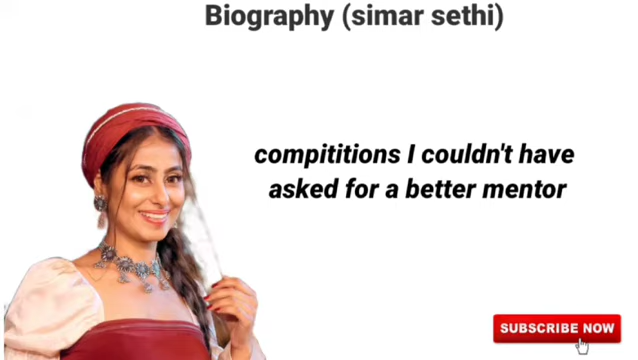 Biography (simar sethi)
compititions I couldn't have
asked for a better mentor
SUBSCRIBE NOW